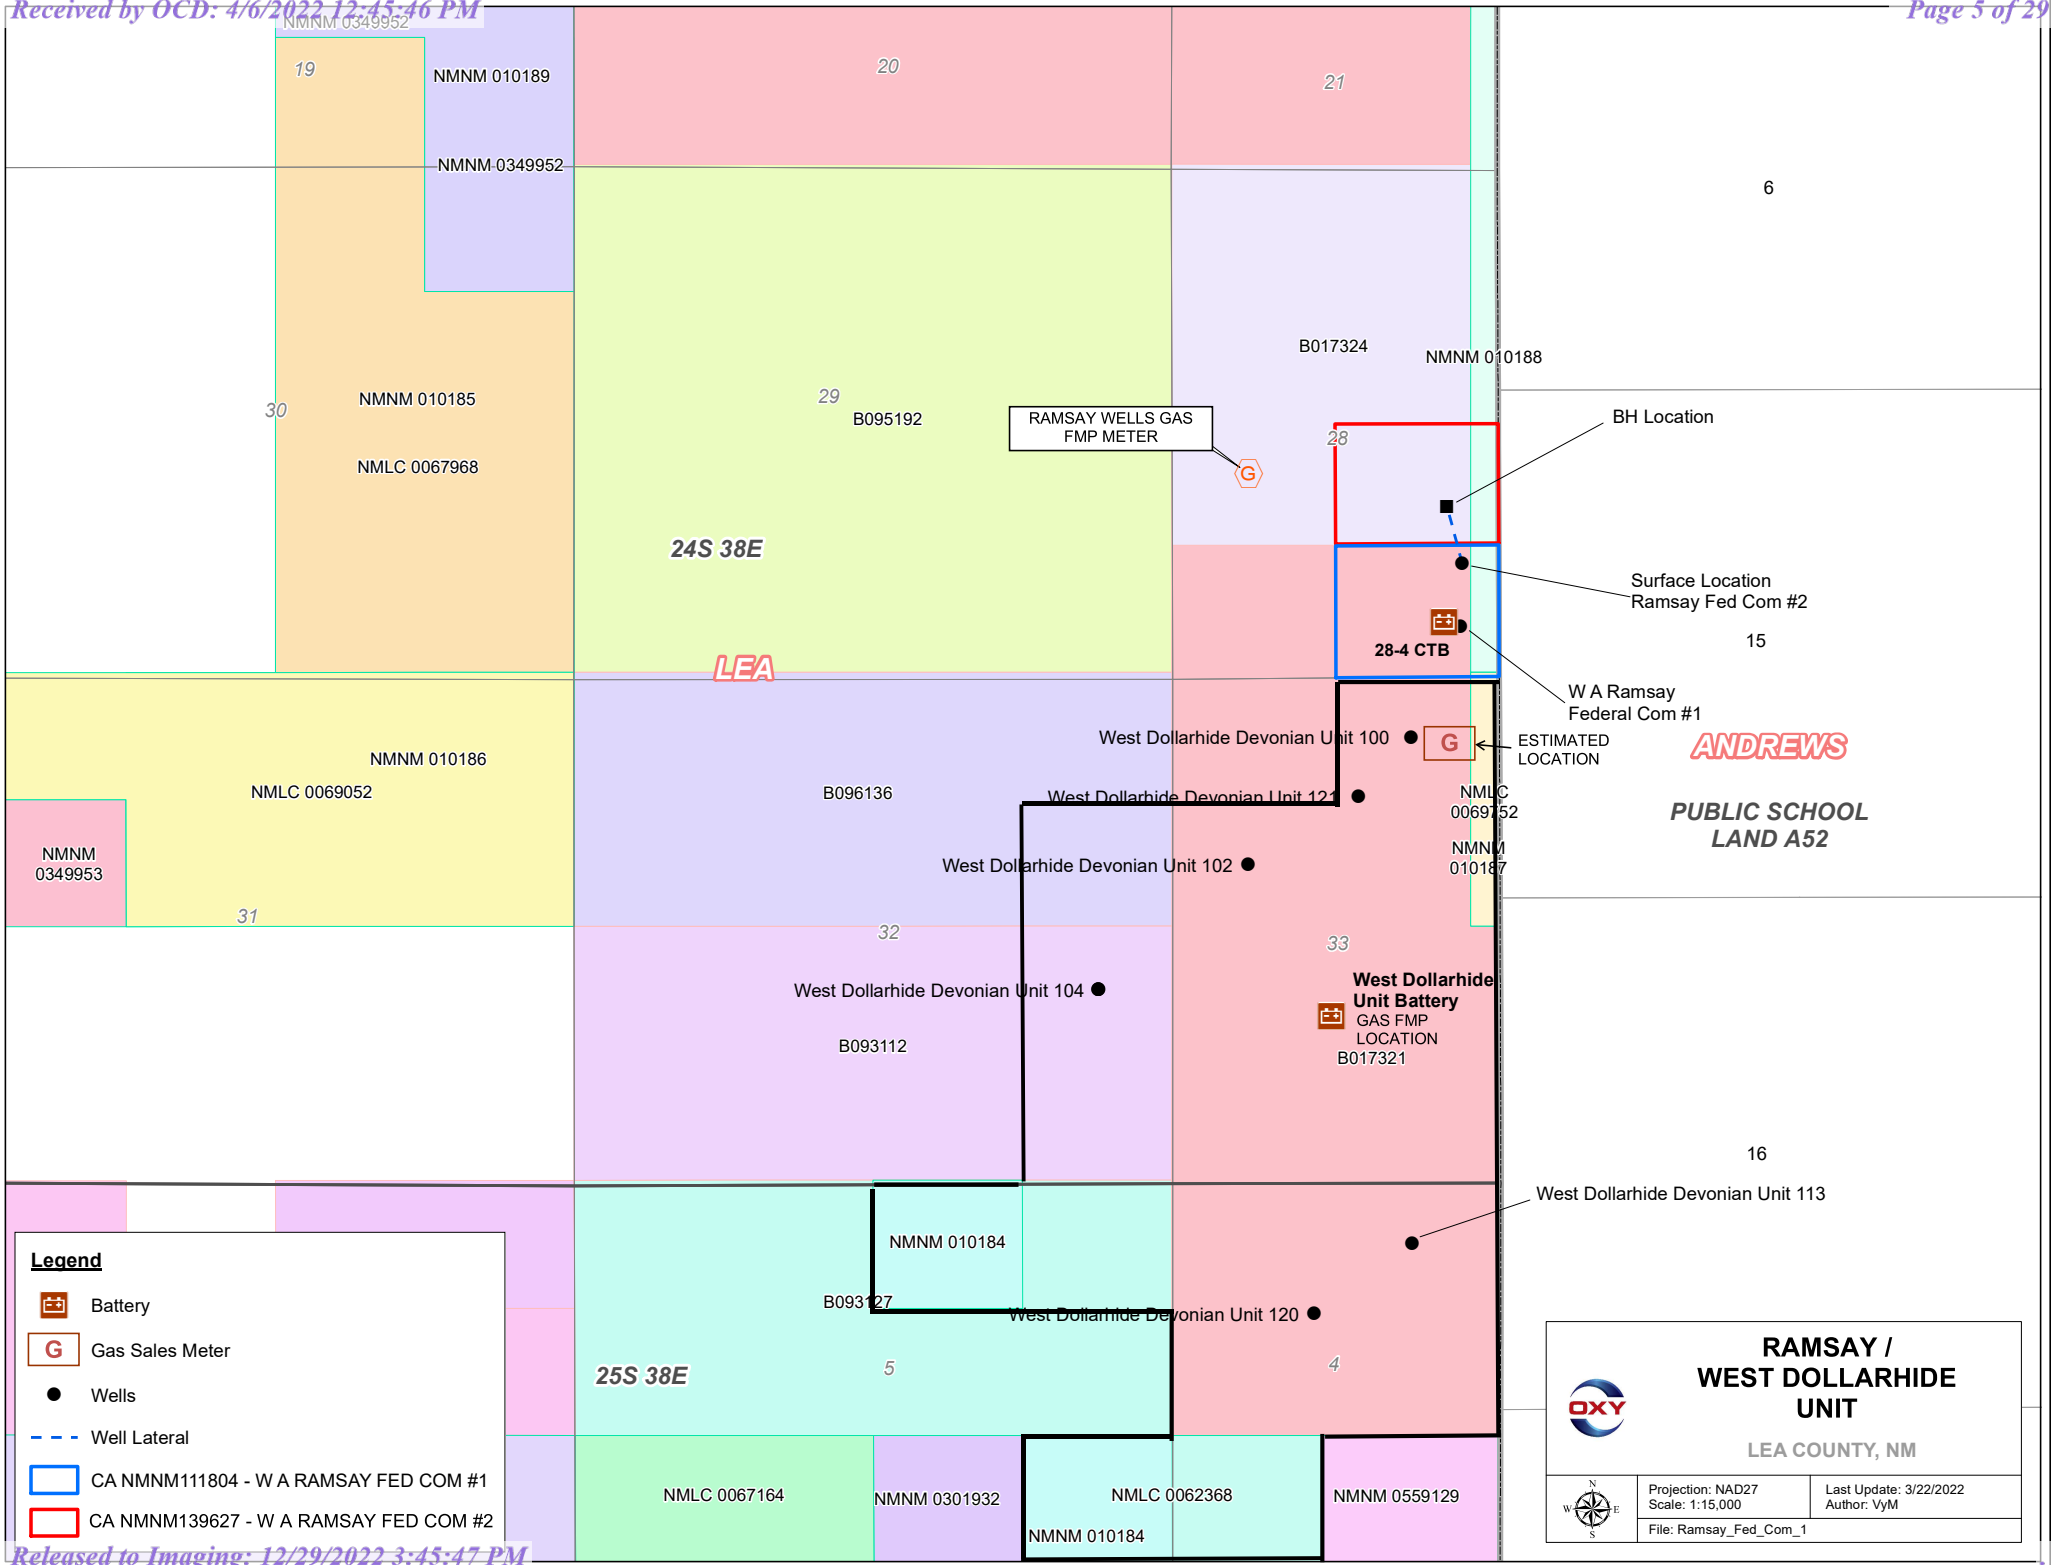 Received by OCD: 4/6/2022 12:45:46 PM
Page 5 of 29
NMNM 0349952
19
NMNM 010189
20
21
NMNM 0349952
6
B017324
NMNM 010188
30
NMNM 010185
29
B095192
RAMSAY WELLS GAS
FMP METER
28
BH Location
NMLC 0067968
G
24S 38E
Surface Location
Ramsay Fed Com #2
28-4 CTB
15
LEA
W A Ramsay
Federal Com #1
West Dollarhide Devonian Unit 100
G
ESTIMATED
LOCATION
ANDREWS
NMNM 010186
NMLC 0069052
B096136
West Dollarhide Devonian Unit 121
NMLC
0069752
PUBLIC SCHOOL
LAND A52
NMNM
0349953
West Dollarhide Devonian Unit 102
NMNM
010187
31
32
33
West Dollarhide Devonian Unit 104
West Dollarhide
Unit Battery
GAS FMP
LOCATION
B017321
B093112
16
West Dollarhide Devonian Unit 113
NMNM 010184
B093127
West Dollarhide Devonian Unit 120
25S 38E
5
4
NMLC 0067164
NMNM 0301932
NMLC 0062368
NMNM 0559129
NMNM 010184
Legend
Battery
G
Gas Sales Meter
Wells
Well Lateral
CA NMNM111804 - W A RAMSAY FED COM #1
CA NMNM139627 - W A RAMSAY FED COM #2
RAMSAY /
WEST DOLLARHIDE
UNIT
OXY
LEA COUNTY, NM
N
W E
S
Projection: NAD27
Scale: 1:15,000
Last Update: 3/22/2022
Author: VyM
File: Ramsay_Fed_Com_1
Released to Imaging: 12/29/2022 3:45:47 PM